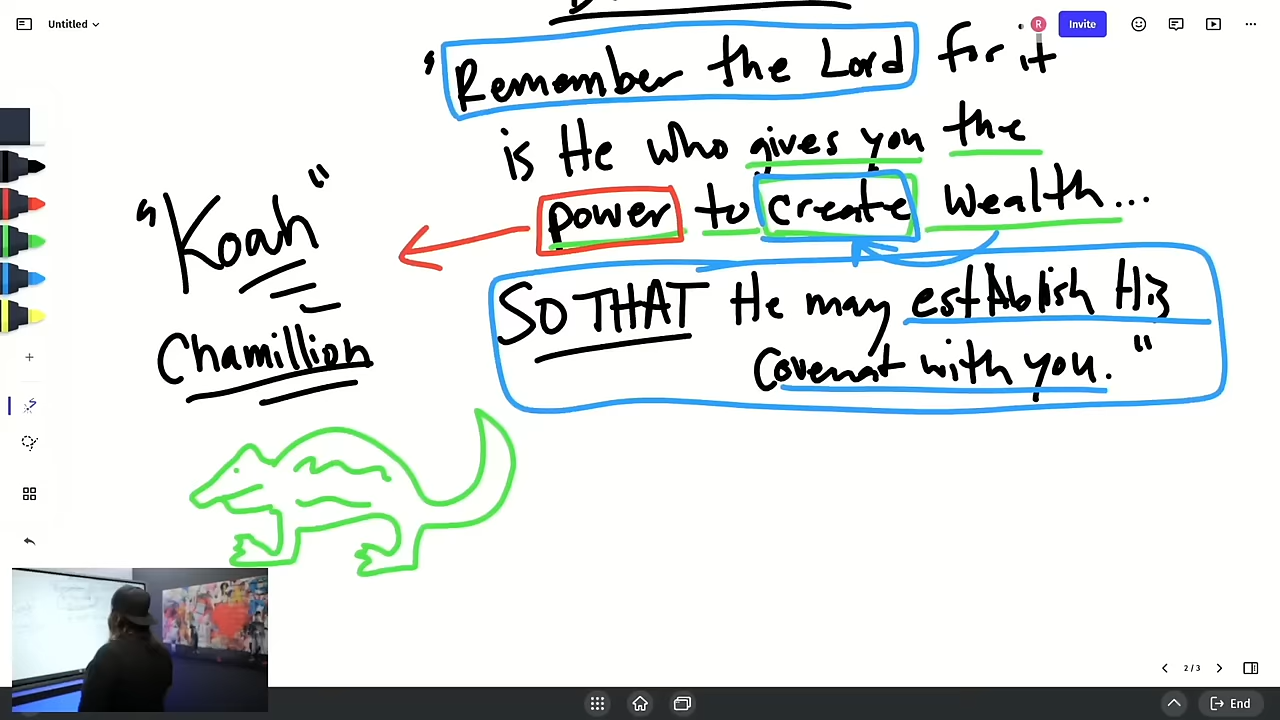 Untitled
R
Invite
"Remember the Lord for it
is He who gives you the
power to create wealth...
SO THAT He may establish His
Covenat with you."
"Koah"
Chamillion
2/3
End